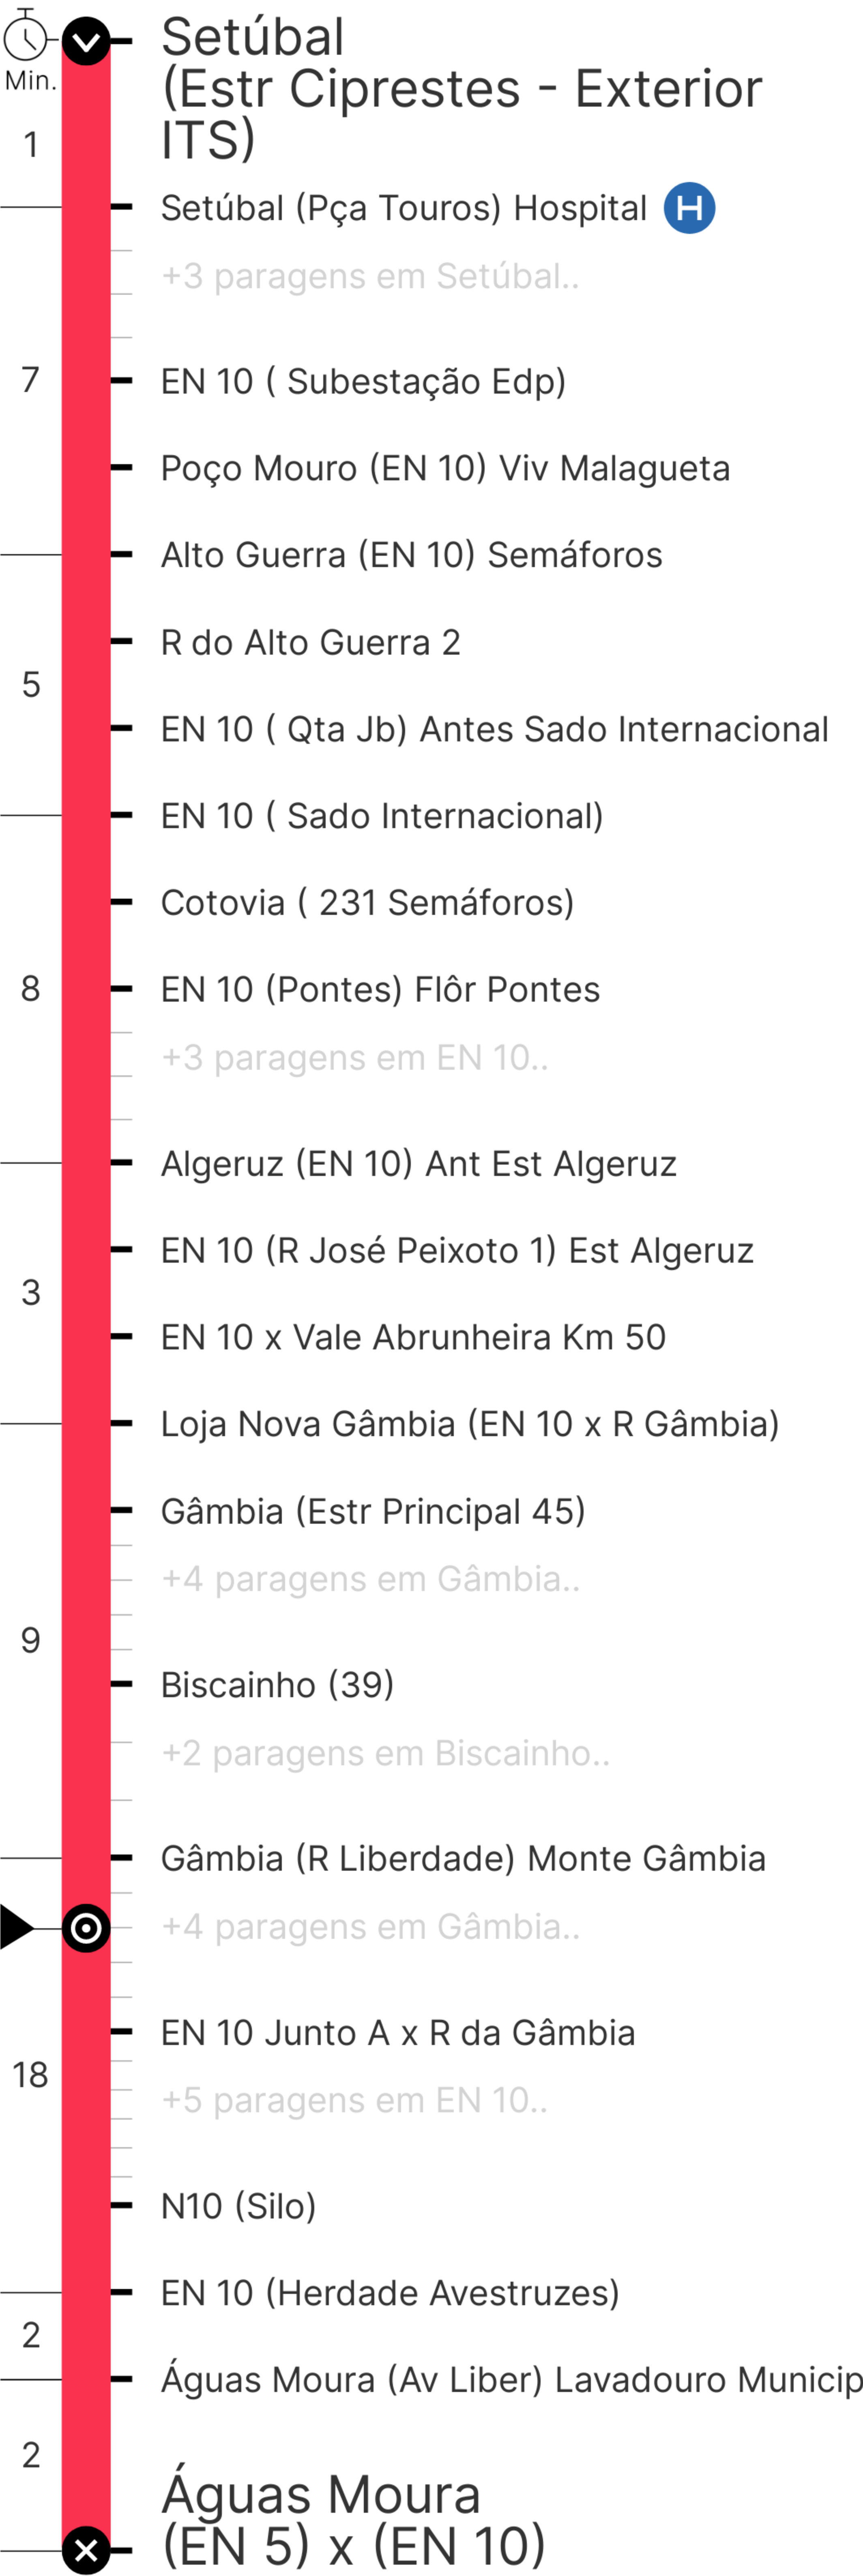 Setúbal
(Estr Ciprestes - Exterior
ITS)
Min.
1
Setúbal (Pça Touros) Hospital H
+3 paragens em Setúbal..
7
EN 10 ( Subestação Edp)
Poço Mouro (EN 10) Viv Malagueta
Alto Guerra (EN 10) Semáforos
R do Alto Guerra 2
5
EN 10 ( Qta Jb) Antes Sado Internacional
EN 10 ( Sado Internacional)
Cotovia ( 231 Semáforos)
8
EN 10 (Pontes) Flôr Pontes
+3 paragens em EN 10..
Algeruz (EN 10) Ant Est Algeruz
EN 10 (R José Peixoto 1) Est Algeruz
3
EN 10 x Vale Abrunheira Km 50
Loja Nova Gâmbia (EN 10 x R Gâmbia)
Gâmbia (Estr Principal 45)
+4 paragens em Gâmbia..
9
Biscainho (39)
+2 paragens em Biscainho..
Gâmbia (R Liberdade) Monte Gâmbia
+4 paragens em Gâmbia..
EN 10 Junto A x R da Gâmbia
18
+5 paragens em EN 10..
N10 (Silo)
EN 10 (Herdade Avestruzes)
2
Águas Moura (Av Liber) Lavadouro Municip
2
Águas Moura
(EN 5) x (EN 10)